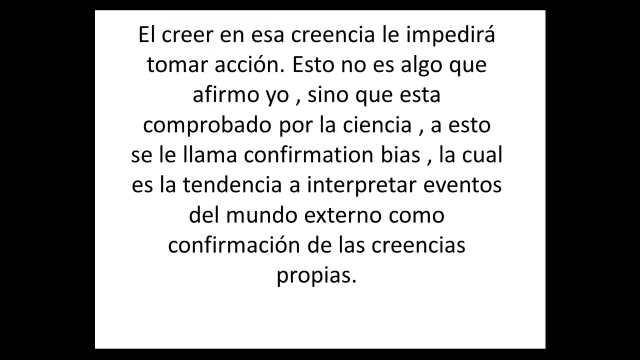 El creer en esa creencia le impedirá
tomar acción. Esto no es algo que
afirmo yo , sino que esta
comprobado por la ciencia , a esto
se le llama confirmation bias , la cual
es la tendencia a interpretar eventos
del mundo externo como
confirmación de las creencias
propias.